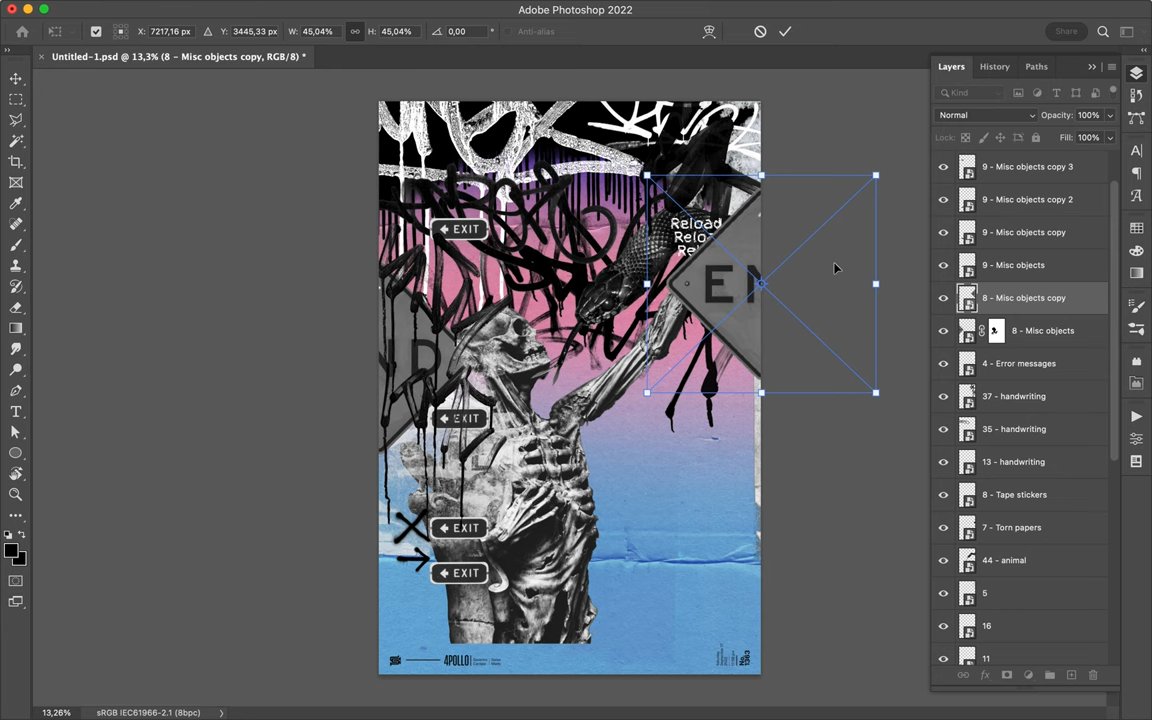 Adobe Photoshop 2022
X: 7217,16 px
Y: 3445,33 px
W: 45,04%
H: 45,04%
0,00 °
Anti-alias
Share
Untitled-1.psd @ 13,3% (8 - Misc objects copy, RGB/8) *
Layers
History
Paths
Kind
Normal
Opacity: 100%
Lock:
Fill: 100%
9 - Misc objects copy 3
9 - Misc objects copy 2
9 - Misc objects copy
9 - Misc objects
8 - Misc objects copy
8 - Misc objects
4 - Error messages
37 - handwriting
35 - handwriting
13 - handwriting
8 - Tape stickers
7 - Torn papers
44 - animal
5
16
11
EXIT
Reload
Relo
Re
EN
EXIT
EXIT
EXIT
4POLLO
No.
1363
13,26%
sRGB IEC61966-2.1 (8bpc)